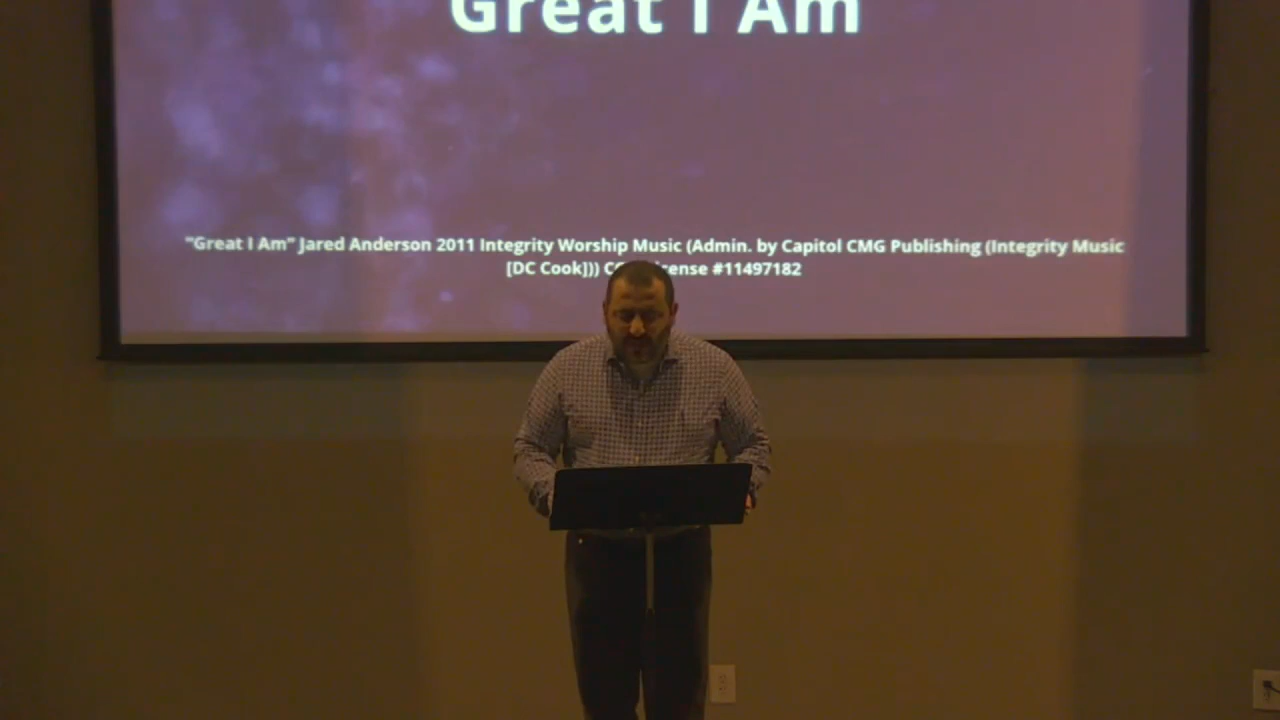 Great I Am
"Great I Am" Jared Anderson 2011 Integrity Worship Music (Admin. by Capitol CMG Publishing (Integrity Music
[DC Cook])) #11497182